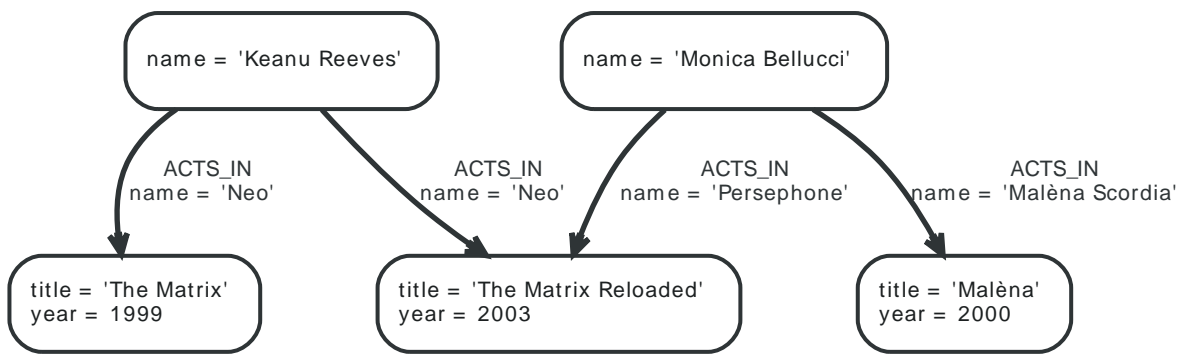 name = 'Keanu Reeves'
name = 'Monica Bellucci'
ACTS_IN
name = 'Neo'
ACTS_IN
name = 'Neo'
ACTS_IN
name = 'Persephone'
ACTS_IN
name = 'Malèna Scordia'
title = 'The Matrix'
year = 1999
title = 'The Matrix Reloaded'
year = 2003
title = 'Malèna'
year = 2000